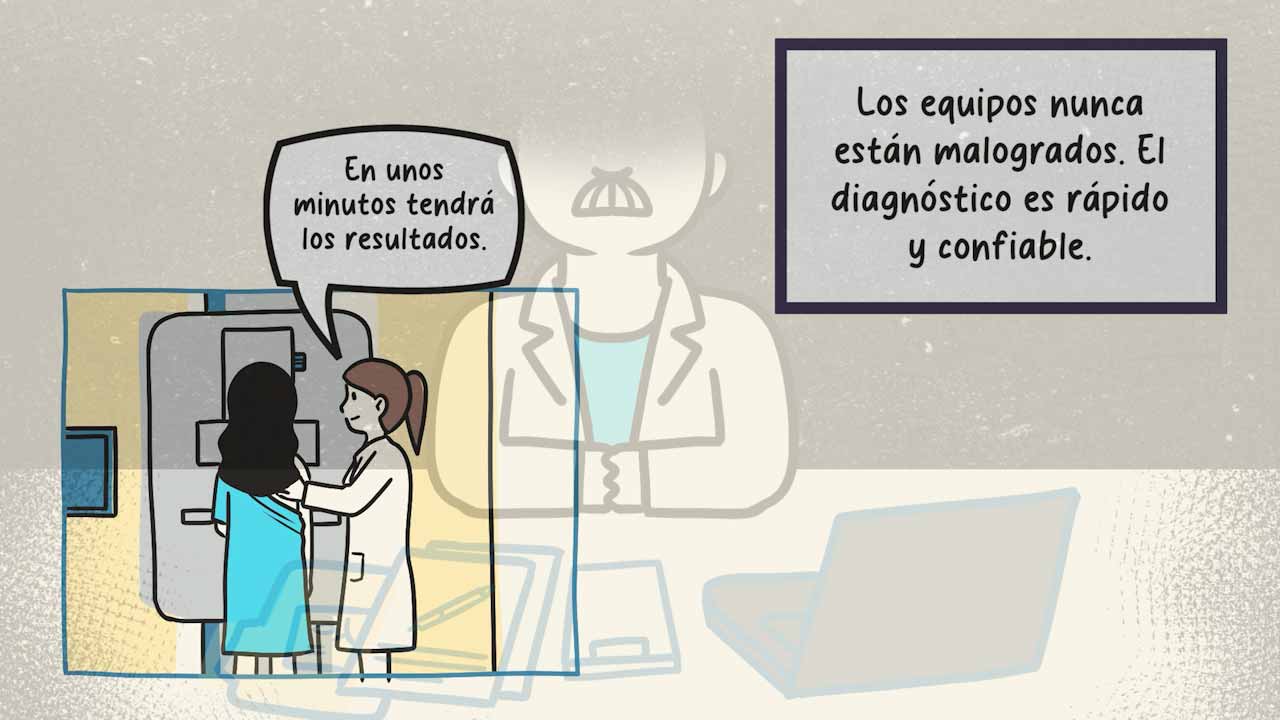 En unos
minutos tendrá
los resultados.
Los equipos nunca
están malogrados. El
diagnóstico es rápido
y confiable.